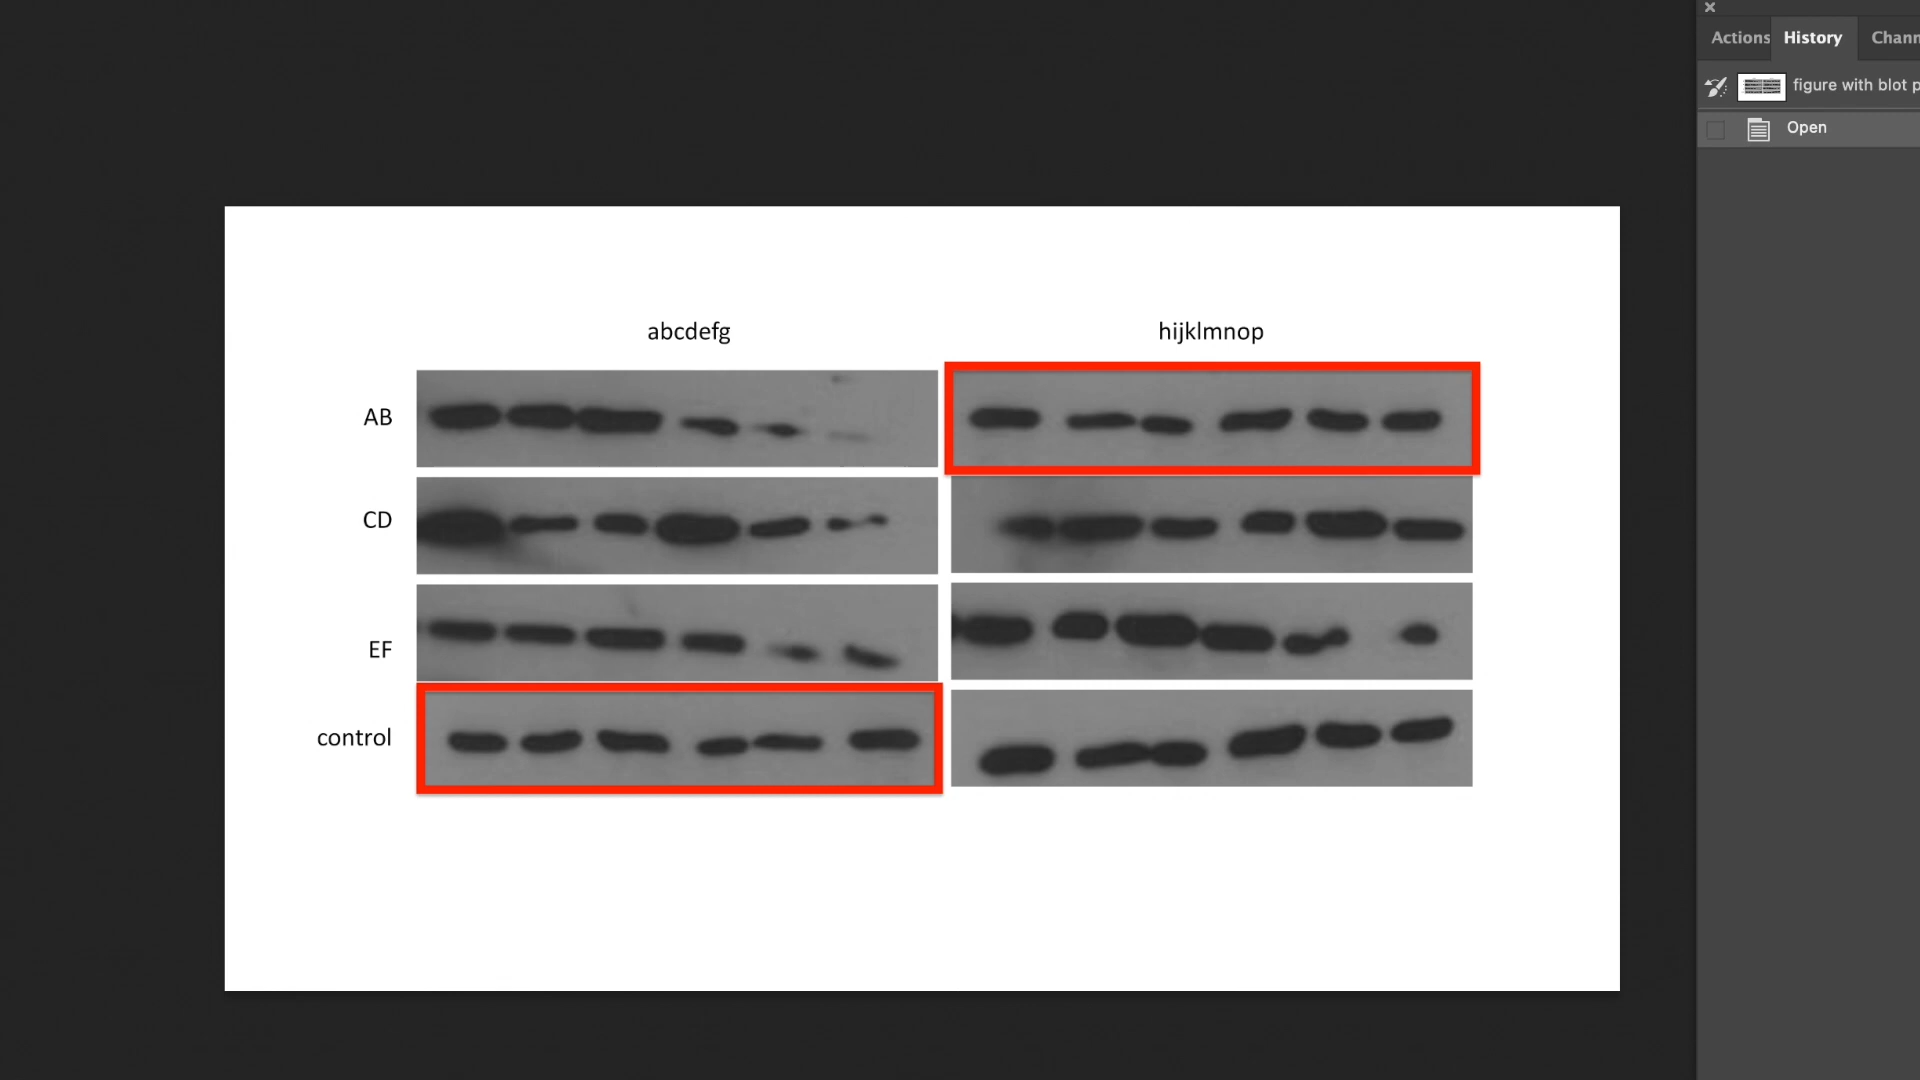 Actions History Chann
figure with blot p
Open
abcdefg hijklmnop
AB
CD
EF
control